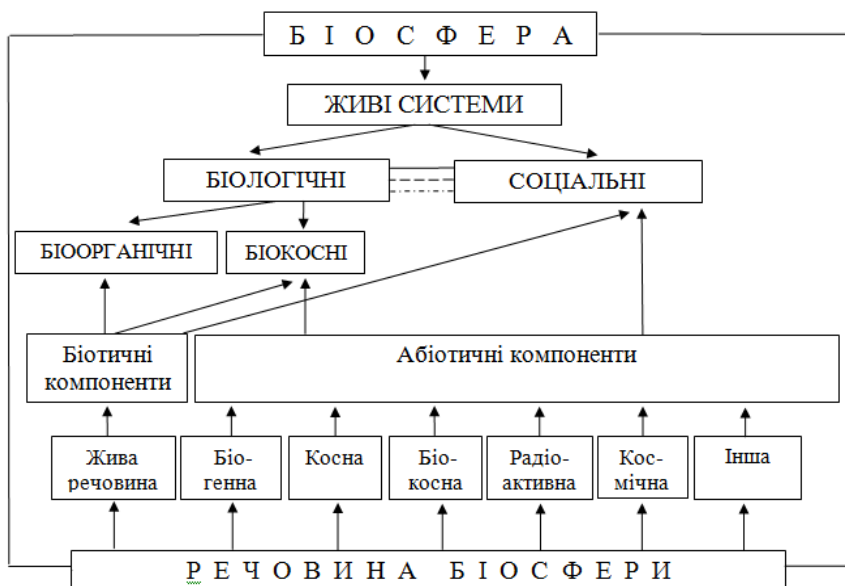 Б І О С Ф Е Р А
ЖИВІ СИСТЕМИ
БІОЛОГІЧНІ
СОЦІАЛЬНІ
БІООРГАНІЧНІ
БІОКОСНІ
Біотичні
компоненти
Абіотичні компоненти
Жива
речовина
Біо-
генна
Косна
Біо-
косна
Радіо-
активна
Кос-
мічна
Інша
Р Е Ч О В И Н А Б І О С Ф Е Р И